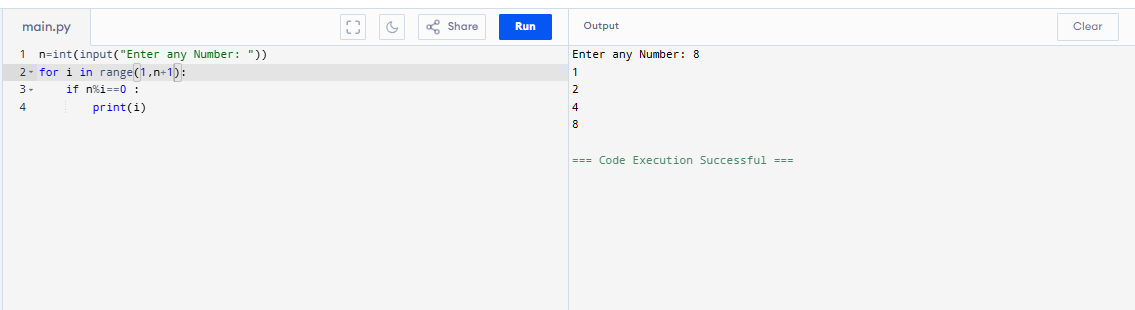 main.py
Share
Run
Output
Clear
1 n=int(input("Enter any Number: "))
2 for i in range(1,n+1):
3 if n%i==0 :
4 print(i)
Enter any Number: 8
1
2
4
8
=== Code Execution Successful ===